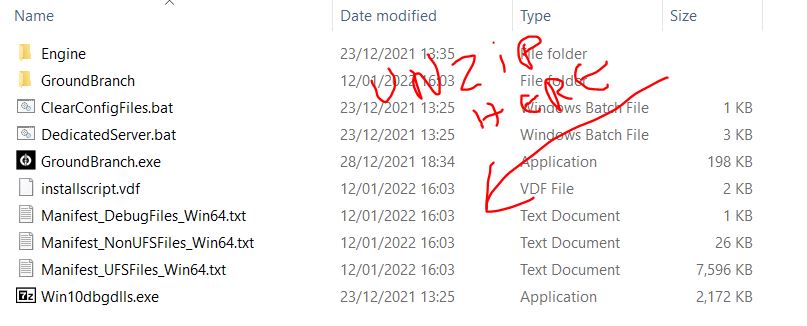 Name Date modified Type Size
Engine 23/12/2021 13:35 File folder
GroundBranch 12/01/2022 16:03 File folder
ClearConfigFiles.bat 23/12/2021 13:25 Windows Batch File 1 KB
DedicatedServer.bat 23/12/2021 13:25 Windows Batch File 3 KB
GroundBranch.exe 28/12/2021 18:34 Application 198 KB
installscript.vdf 12/01/2022 16:03 VDF File 2 KB
Manifest_DebugFiles_Win64.txt 12/01/2022 16:03 Text Document 1 KB
Manifest_NonUFSFiles_Win64.txt 12/01/2022 16:03 Text Document 26 KB
Manifest_UFSFiles_Win64.txt 12/01/2022 16:03 Text Document 7,596 KB
Win10dbgdlls.exe 23/12/2021 13:25 Application 2,172 KB
UNZiP
HERE